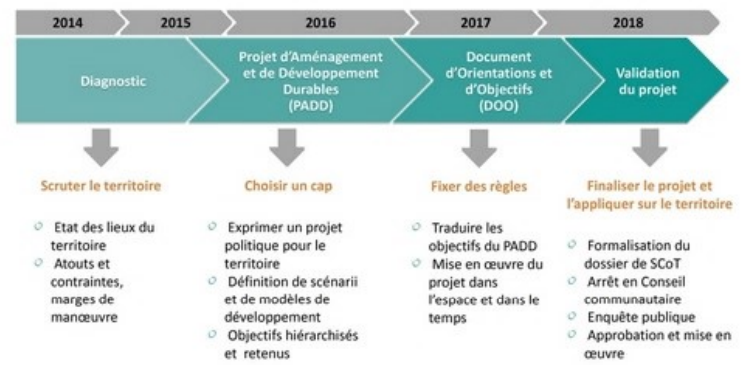 2014
2015
2016
2017
2018
Diagnostic
Projet d'Aménagement
et de Développement
Durables
(PADD)
Document
d'Orientations et
d'Objectifs
(DOO)
Validation
du projet
Scruter le territoire
Etat des lieux du
territoire
Atouts et
contraintes,
marges de
manœuvre
Choisir un cap
Exprimer un projet
politique pour le
territoire
Définition de scénarii
et de modèles de
développement
Objectifs hiérarchisés
et retenus
Fixer des règles
Traduire les
objectifs du PADD
Mise en œuvre du
projet dans
l'espace et dans le
temps
Finaliser le projet et
l'appliquer sur le territoire
Formalisation du
dossier de SCoT
Arrêt en Conseil
communautaire
Enquête publique
Approbation et mise en
œuvre